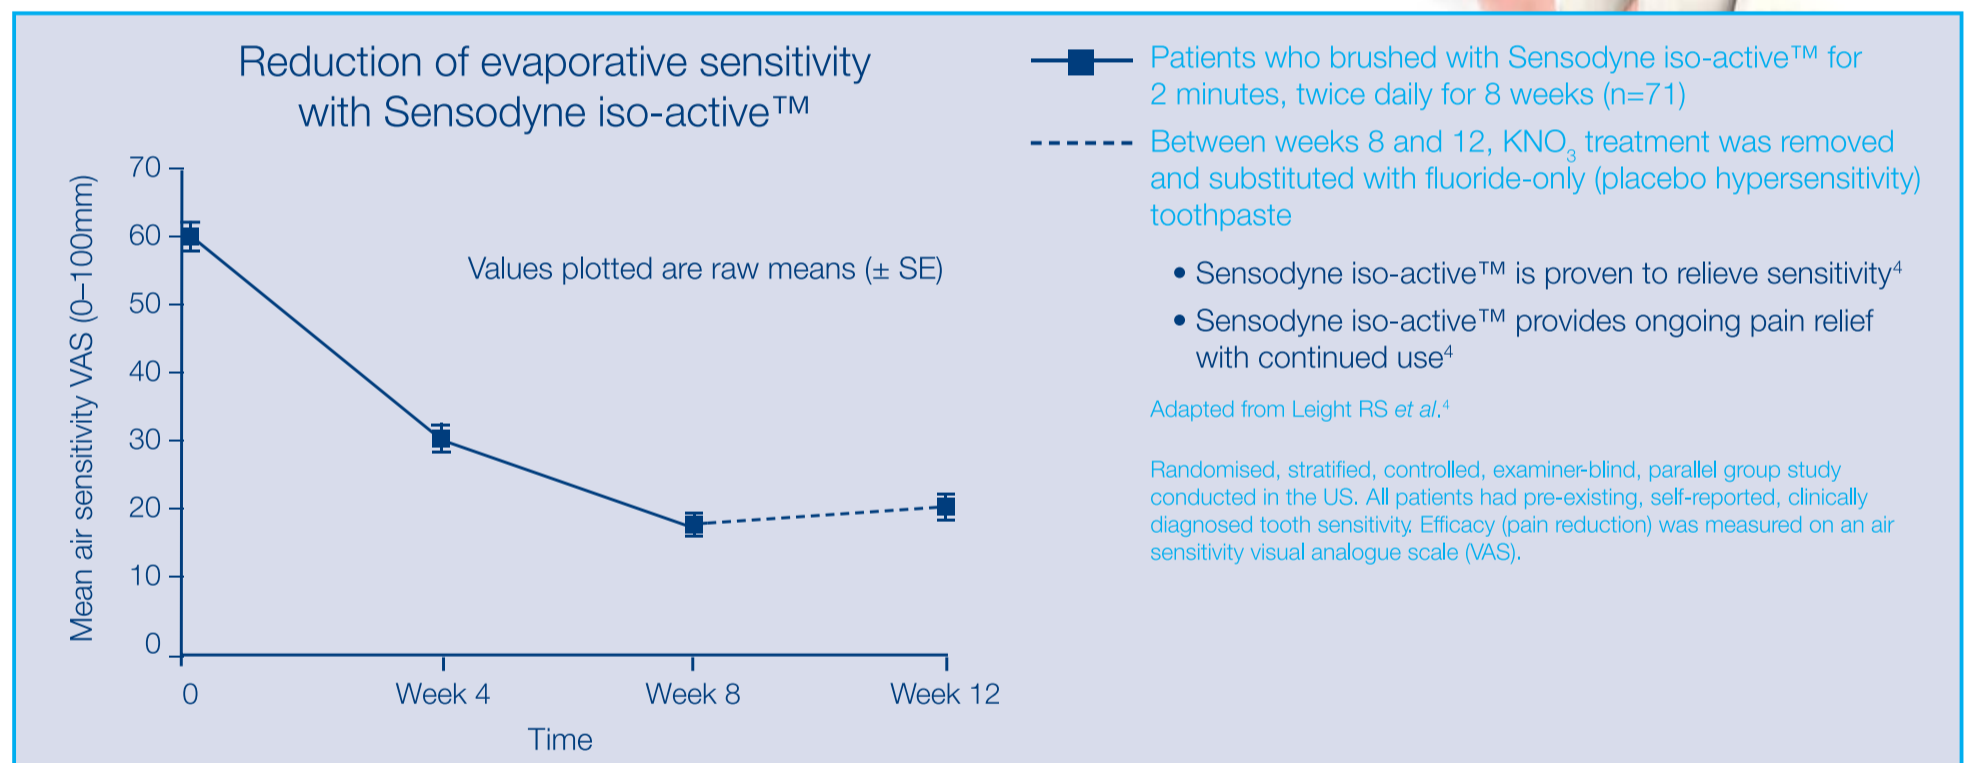 Reduction of evaporative sensitivity
with Sensodyne iso-active™
Mean air sensitivity VAS (0–100mm)
70
60
50
40
30
20
10
0
Values plotted are raw means (± SE)
0
Week 4
Week 8
Week 12
Time
Patients who brushed with Sensodyne iso-active™ for
2 minutes, twice daily for 8 weeks (n=71)
Between weeks 8 and 12, KNO₃ treatment was removed
and substituted with fluoride-only (placebo hypersensitivity)
toothpaste
• Sensodyne iso-active™ is proven to relieve sensitivity⁴
• Sensodyne iso-active™ provides ongoing pain relief
with continued use⁴
Adapted from Leight RS et al.⁴
Randomised, stratified, controlled, examiner-blind, parallel group study
conducted in the US. All patients had pre-existing, self-reported, clinically
diagnosed tooth sensitivity. Efficacy (pain reduction) was measured on an air
sensitivity visual analogue scale (VAS).